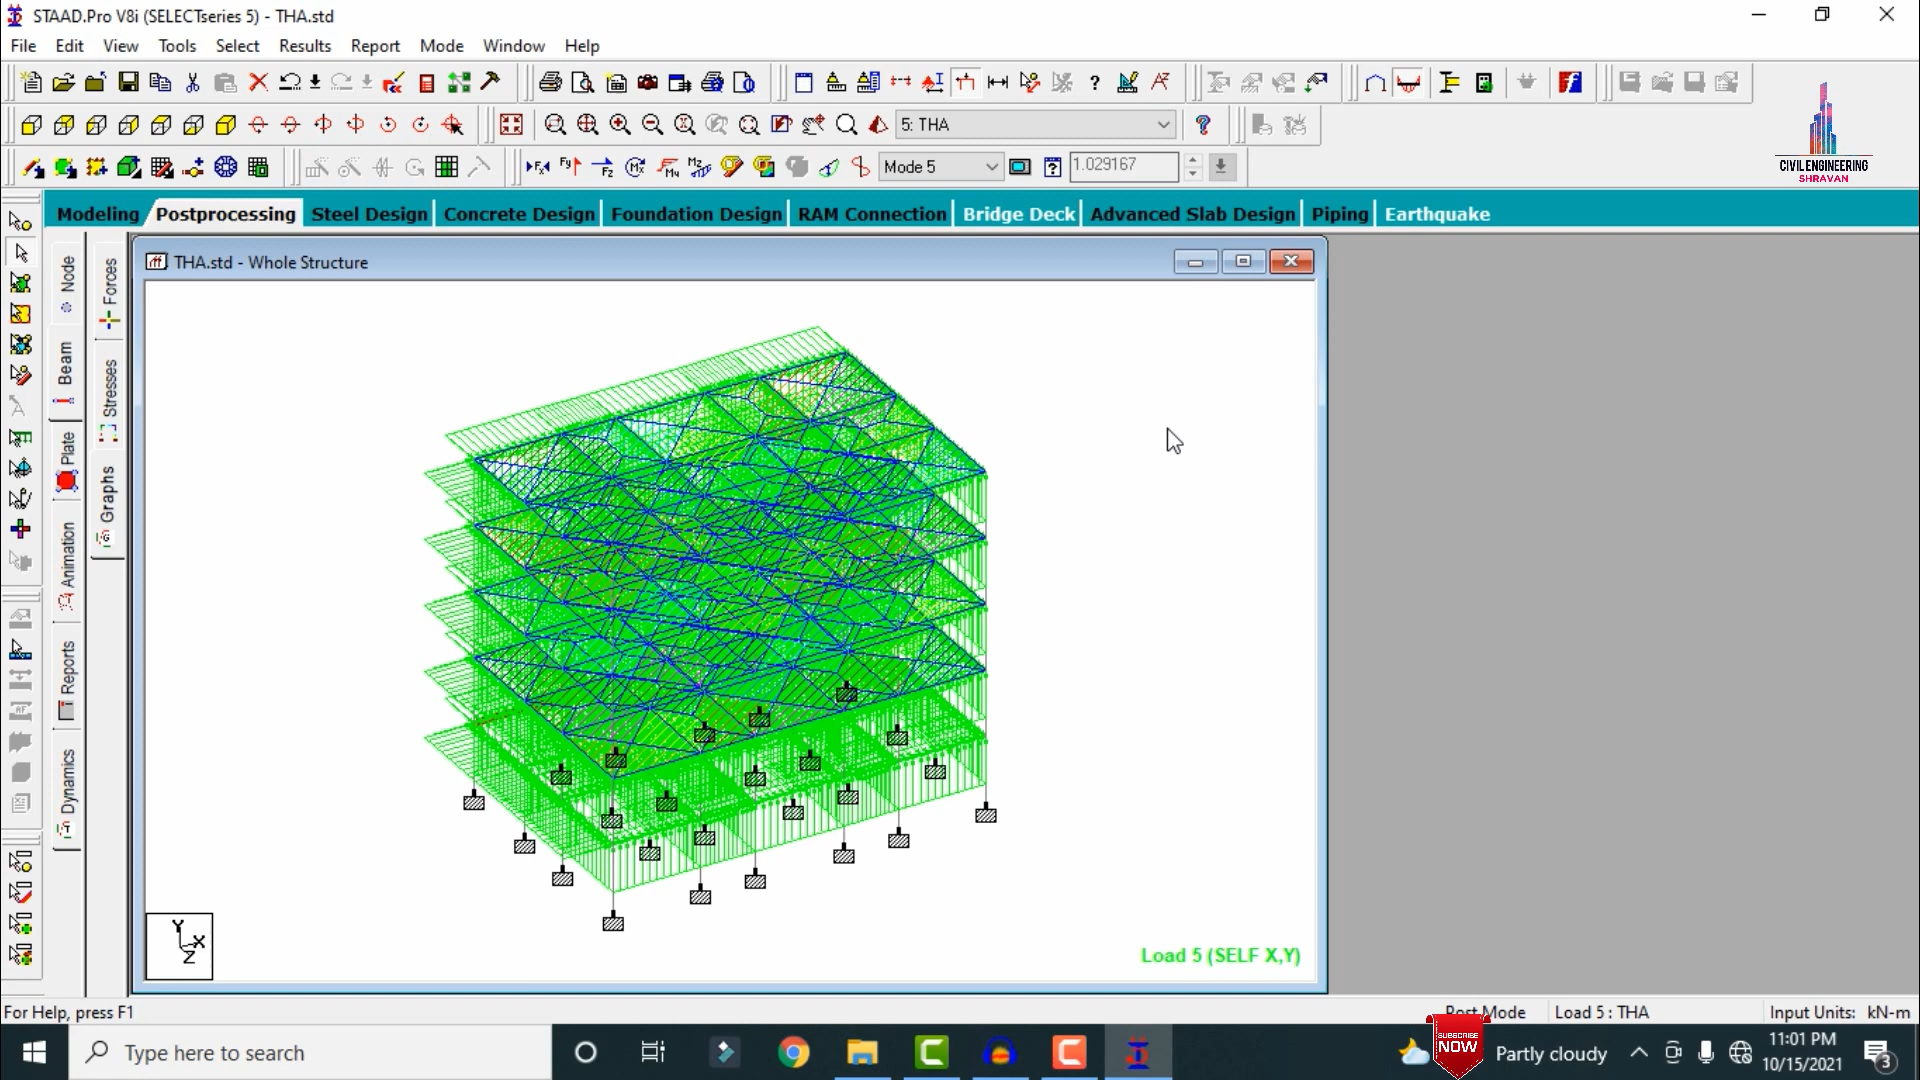 STAAD.Pro V8i (SELECTseries 5) - THA.std
File Edit View Tools Select Results Report Mode Window Help
5: THA
Mode 5
1.029167
CIVILENGINEERING
SHRAVAN
Modeling Postprocessing Steel Design Concrete Design Foundation Design RAM Connection Bridge Deck Advanced Slab Design Piping Earthquake
THA.std - Whole Structure
Node
Beam
Plate
Animation
Reports
Dynamics
Forces
Stresses
Graphs
Y
X
Z
Load 5 (SELF X,Y)
For Help, press F1
Post Mode
Load 5 : THA
Input Units: kN-m
Type here to search
SUBSCRIBE
NOW
Partly cloudy
11:01 PM
10/15/2021
3